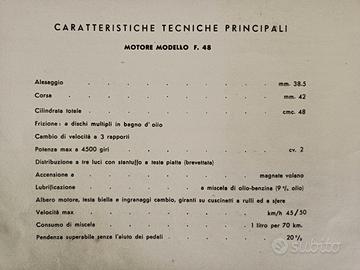 CARATTERISTICHE TECNICHE PRINCIPALI
MOTORE MODELLO F. 48
Alesaggio . . . . . . . . . mm. 38.5
Corsa . . . . . . . . . mm. 42
Cilindrata totale . . . . . . . . cmc. 48
Frizione: a dischi multipli in bagno d'olio
Cambio di velocità a 3 rapporti
Potenza max a 4500 giri . . . . . . . cv. 2
Distribuzione a tre luci con stantuffo a testa piatta (brevettata)
Accensione a . . . . . . . . magnete volano
Lubrificazione . . . . . a miscela di olio-benzina (9% olio)
Albero motore, testa biella e ingranaggi cambio, giranti su cuscinetti a rulli ed a sfere
Velocità max . . . . . . . . km/h 45/50
Consumo di miscela . . . . . . . 1 litro per 70 km.
Pendenza superabile senza l'aiuto dei pedali . . . . . 20%
subito